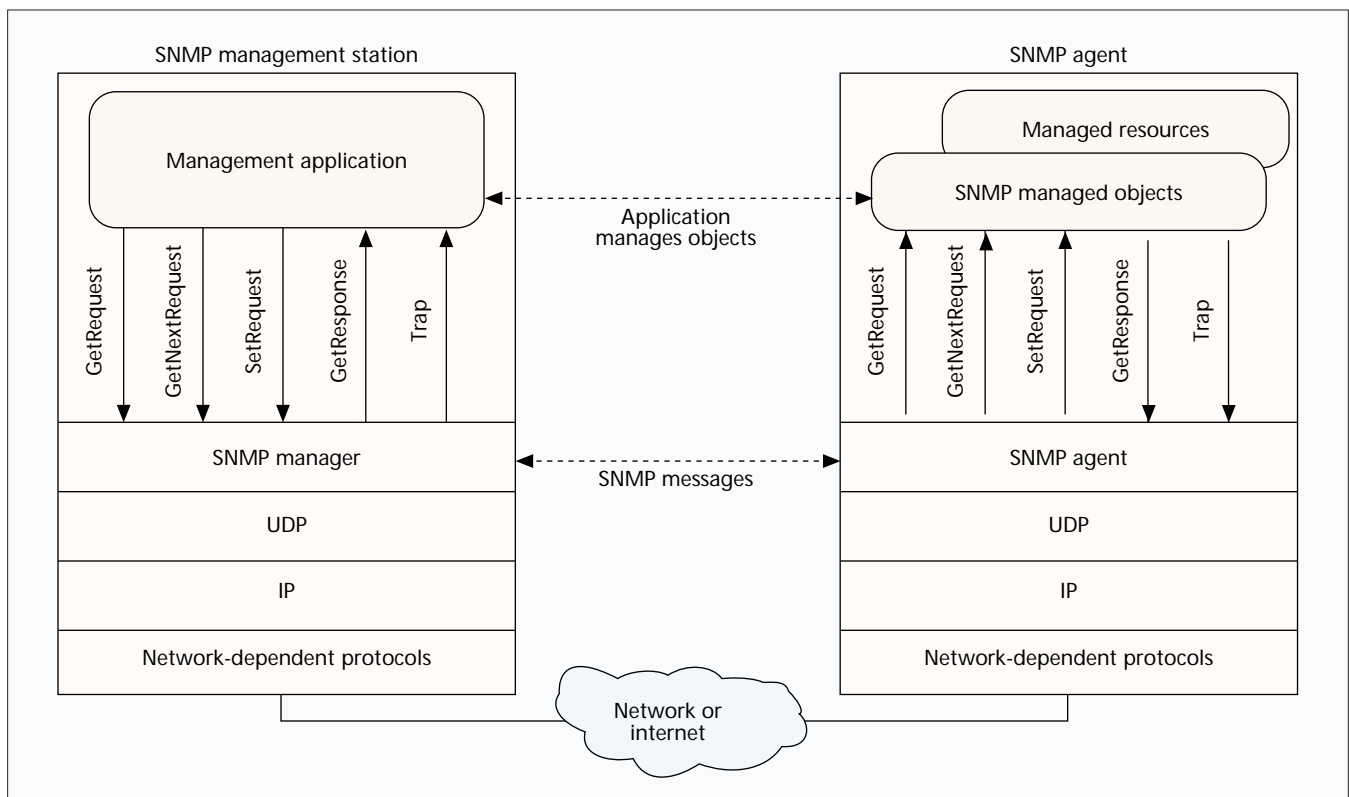 SNMP management station
Management application
GetRequest
GetNextRequest
SetRequest
GetResponse
Trap
SNMP manager
UDP
IP
Network-dependent protocols
Application
manages objects
SNMP messages
Network or
internet
SNMP agent
Managed resources
SNMP managed objects
GetRequest
GetNextRequest
SetRequest
GetResponse
Trap
SNMP agent
UDP
IP
Network-dependent protocols